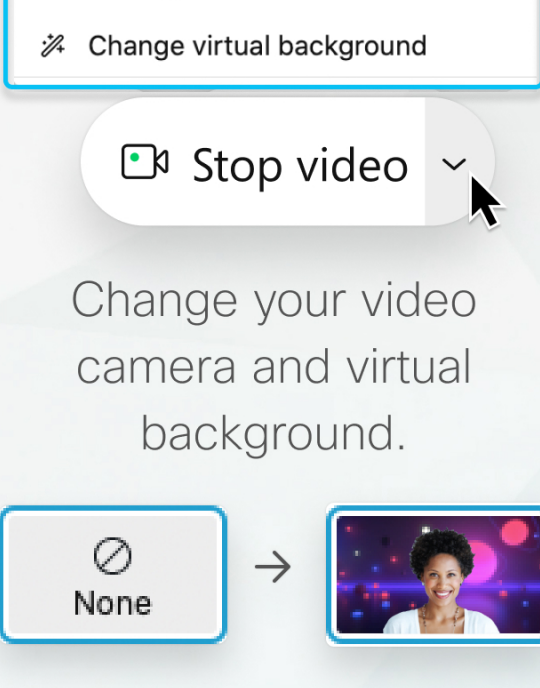 Change virtual background
Stop video
Change your video
camera and virtual
background.
None